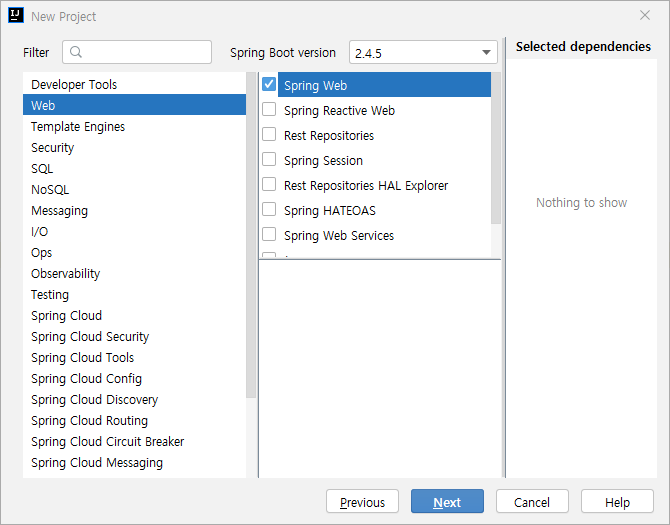 IJ
New Project
Filter
Spring Boot version
2.4.5
Developer Tools
Web
Template Engines
Security
SQL
NoSQL
Messaging
I/O
Ops
Observability
Testing
Spring Cloud
Spring Cloud Security
Spring Cloud Tools
Spring Cloud Config
Spring Cloud Discovery
Spring Cloud Routing
Spring Cloud Circuit Breaker
Spring Cloud Messaging
Spring Web
Spring Reactive Web
Rest Repositories
Spring Session
Rest Repositories HAL Explorer
Spring HATEOAS
Spring Web Services
Selected dependencies
Nothing to show
Previous
Next
Cancel
Help